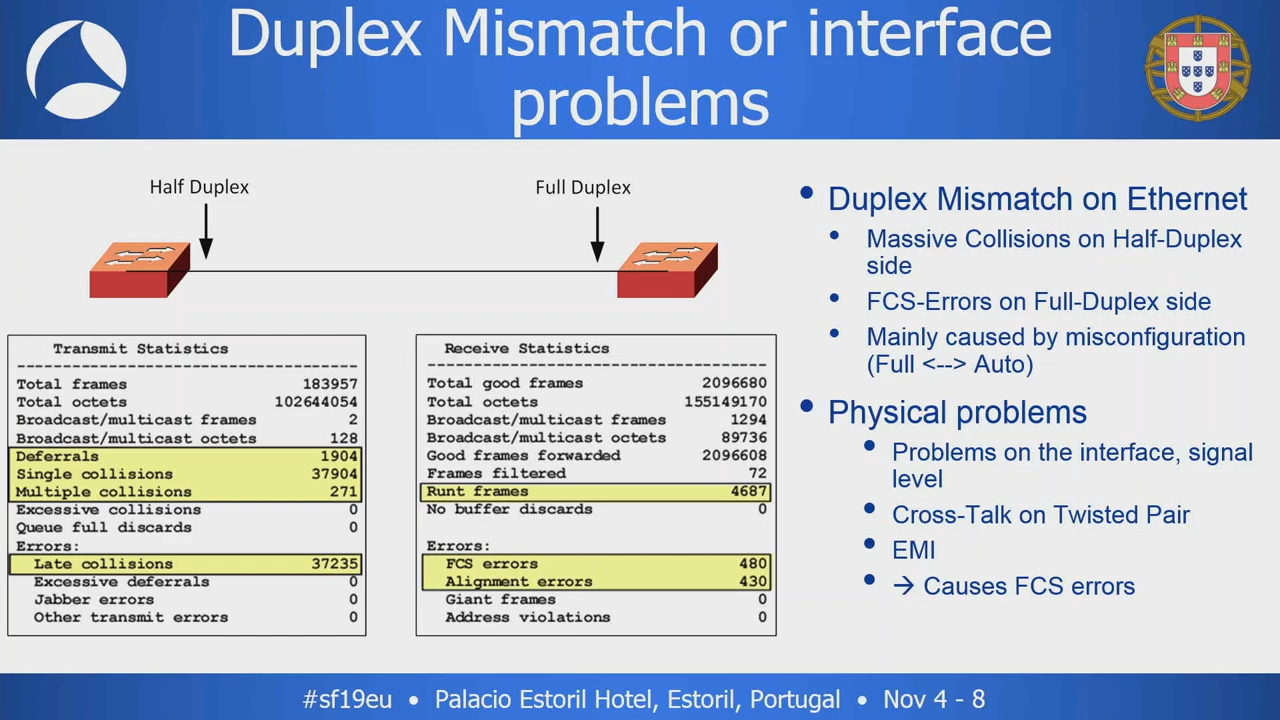 Duplex Mismatch or interface
problems
Half Duplex
Full Duplex
Transmit Statistics
--------------------------------------
Total frames 183957
Total octets 102644054
Broadcast/multicast frames 2
Broadcast/multicast octets 128
Deferrals 1904
Single collisions 37904
Multiple collisions 271
Excessive collisions 0
Queue full discards 0
Errors:
Late collisions 37235
Excessive deferrals 0
Jabber errors 0
Other transmit errors 0
Receive Statistics
--------------------------------------
Total good frames 2096680
Total octets 155149170
Broadcast/multicast frames 1294
Broadcast/multicast octets 89736
Good frames forwarded 2096608
Frames filtered 72
Runt frames 4687
No buffer discards 0
Errors:
FCS errors 480
Alignment errors 430
Giant frames 0
Address violations 0
• Duplex Mismatch on Ethernet
• Massive Collisions on Half-Duplex
side
• FCS-Errors on Full-Duplex side
• Mainly caused by misconfiguration
(Full <--> Auto)
• Physical problems
• Problems on the interface, signal
level
• Cross-Talk on Twisted Pair
• EMI
• → Causes FCS errors
#sf19eu • Palacio Estoril Hotel, Estoril, Portugal • Nov 4 - 8